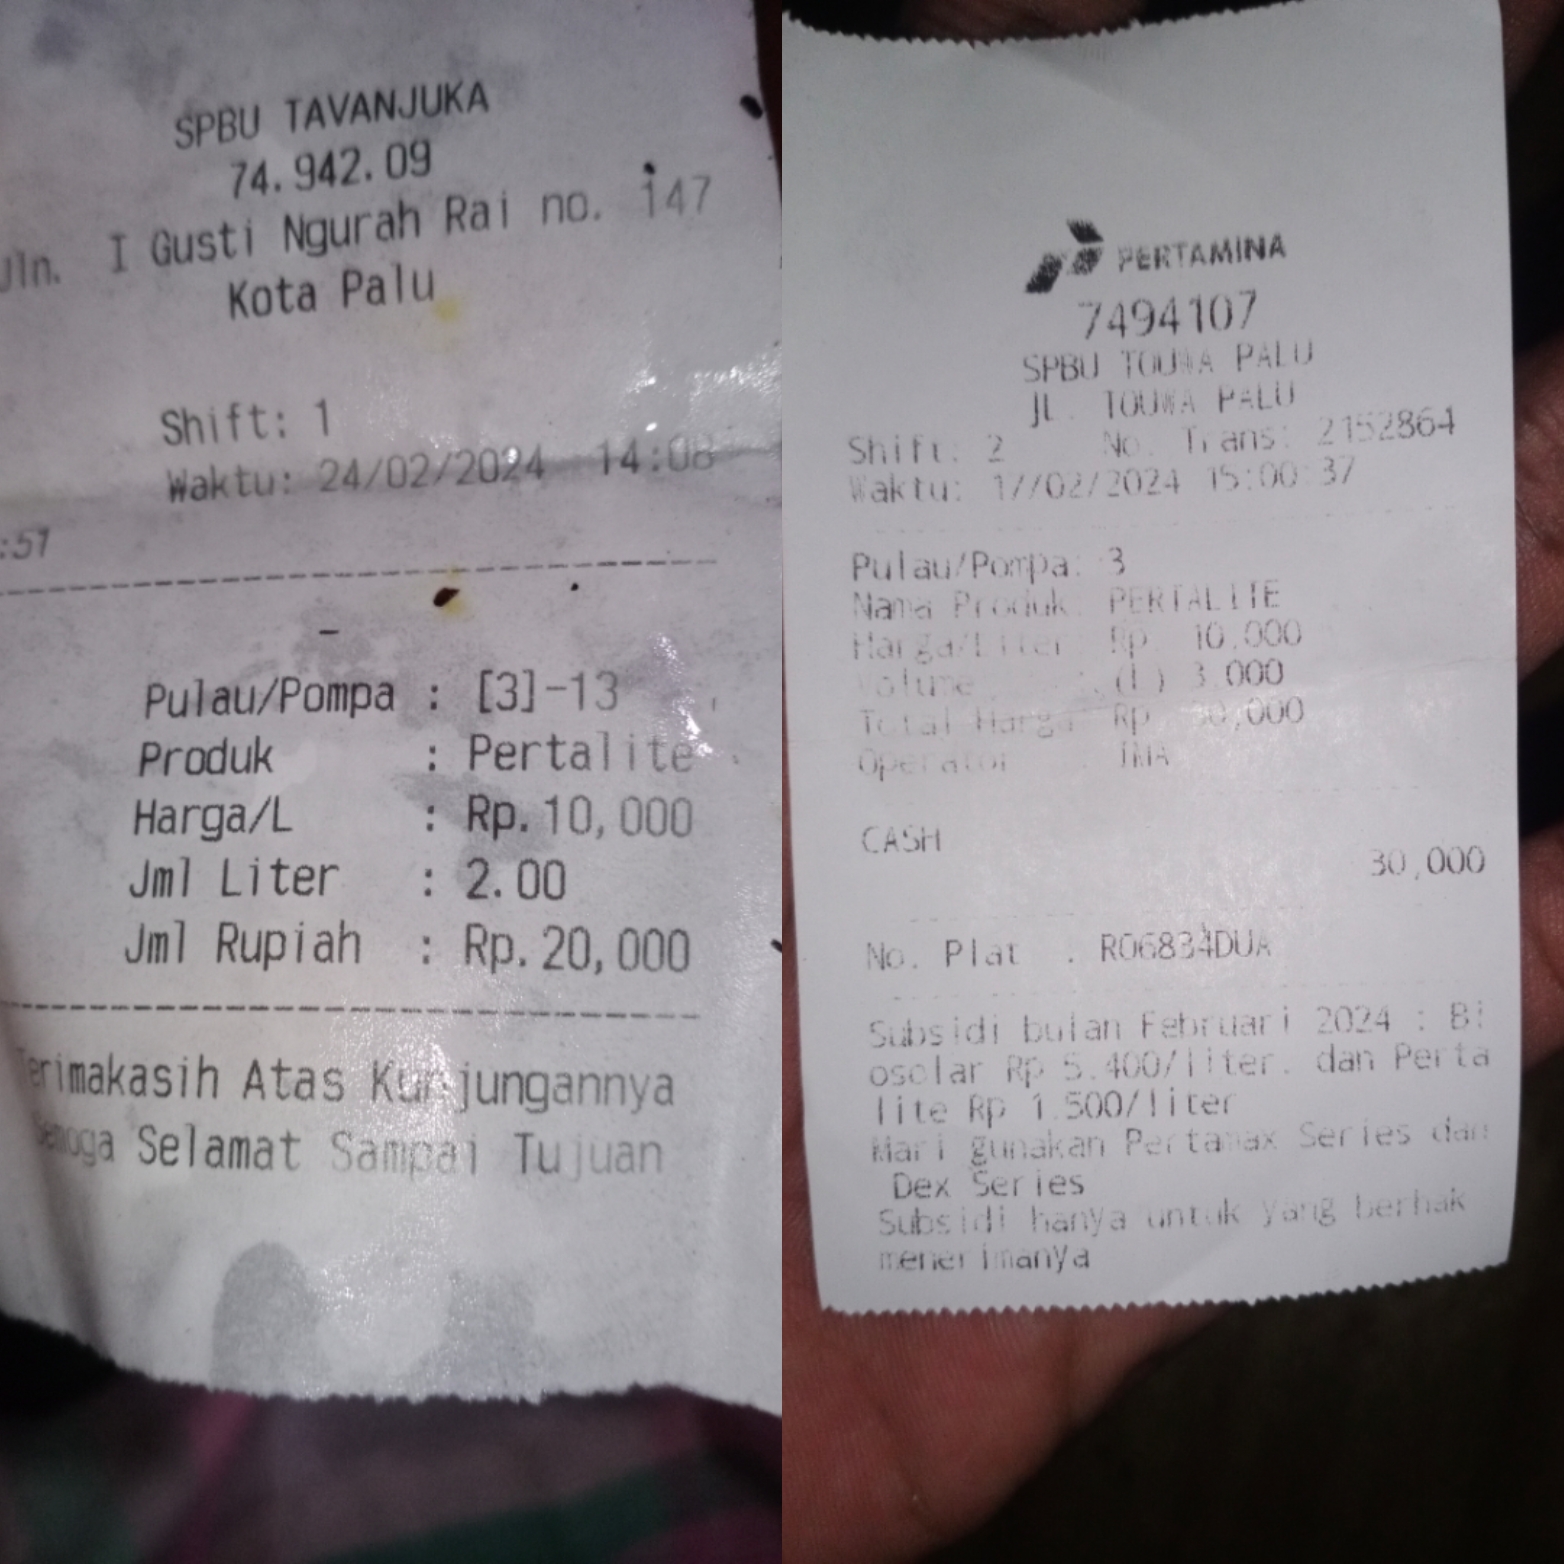 SPBU TAVANJUKA
74.942.09
Jln. I Gusti Ngurah Rai no. 147
Kota Palu
Shift: 1
Waktu: 24/02/2024 14:08
:51
Pulau/Pompa : [3]-13
Produk : Pertalite
Harga/L : Rp. 10,000
Jml Liter : 2.00
Jml Rupiah : Rp. 20,000
Terimakasih Atas Kunjungannya
Semoga Selamat Sampai Tujuan
PERTAMINA
7494107
SPBU TOUWA PALU
JL. TOUWA PALU
Shift: 2 No. Trans: 2152864
Waktu: 17/02/2024 15:00:37
Pulau/Pompa: 3
Nama Produk: PERTALITE
Harga/Liter: Rp. 10,000
Volume : (L) 3.000
Total Harga: Rp. 30,000
Operator :
CASH
30,000
No. Plat : R06834DUA
Subsidi bulan Februari 2024 : Bi
osolar Rp 5.400/liter. dan Perta
lite Rp 1.500/liter
Mari gunakan Pertamax Series dan
Dex Series
Subsidi hanya untuk yang berhak
menerimanya